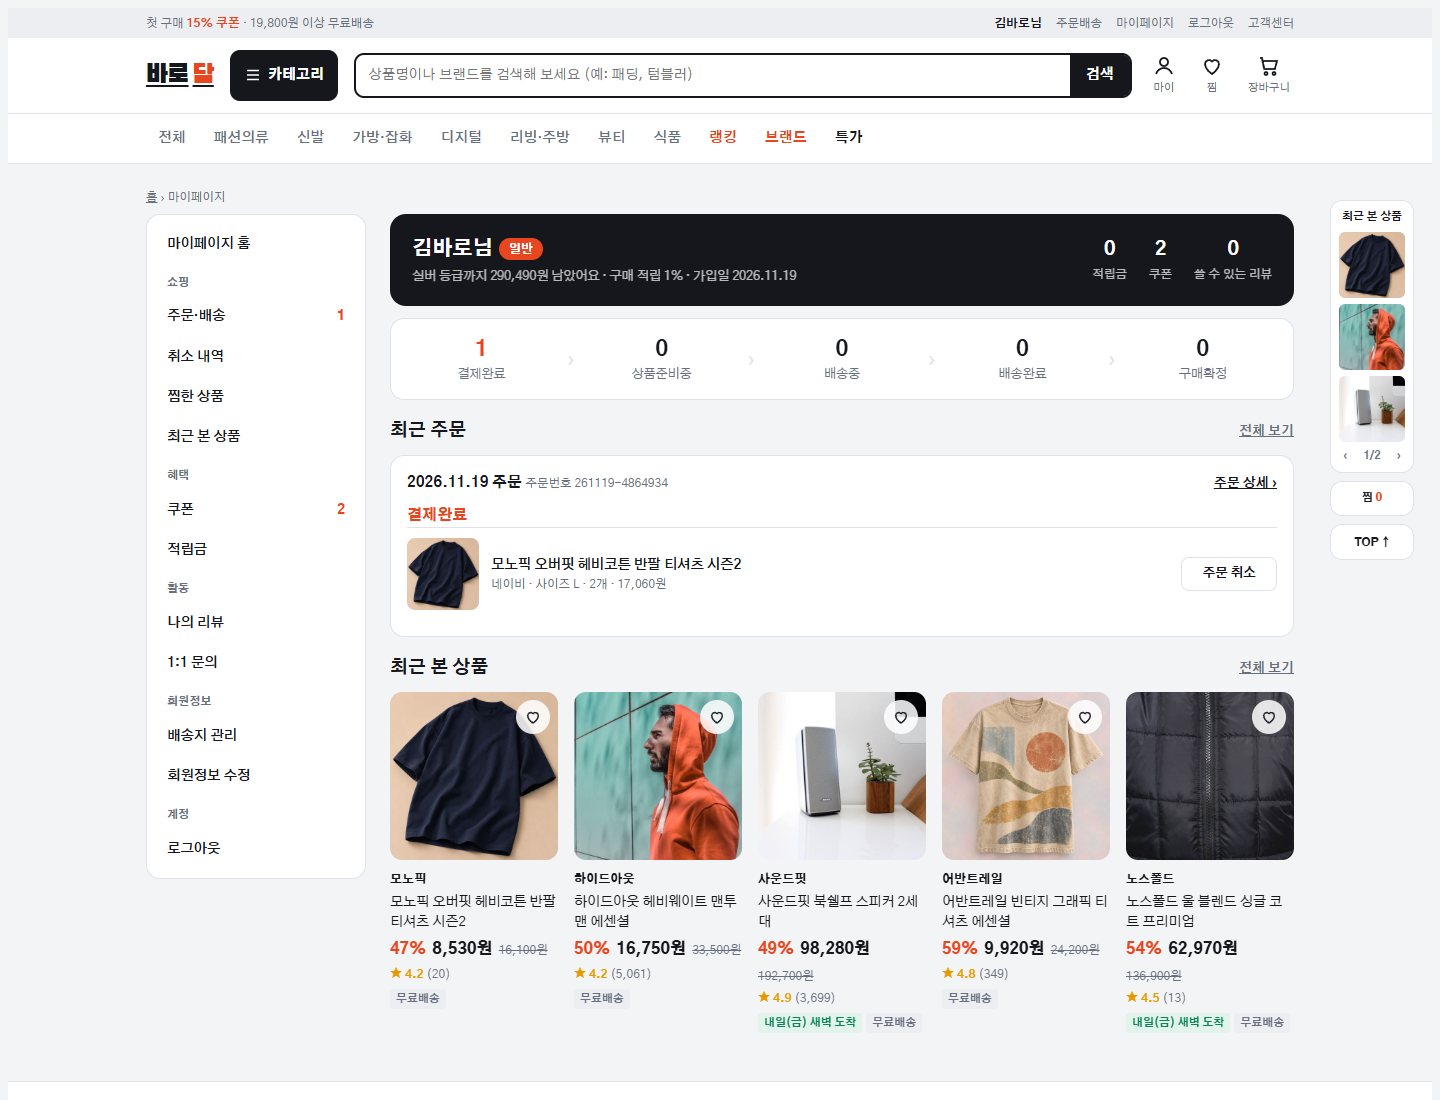 첫 구매 15% 쿠폰 · 19,800원 이상 무료배송
김바로님 주문배송 마이페이지 로그아웃 고객센터
바로달
카테고리
상품명이나 브랜드를 검색해 보세요 (예: 패딩, 텀블러)
검색
마이 찜 장바구니
전체 패션의류 신발 가방·잡화 디지털 리빙·주방 뷰티 식품 랭킹 브랜드 특가
홈 › 마이페이지
마이페이지 홈
쇼핑
주문·배송 1
취소 내역
찜한 상품
최근 본 상품
혜택
쿠폰 2
적립금
활동
나의 리뷰
1:1 문의
회원정보
배송지 관리
회원정보 수정
계정
로그아웃
김바로님 일반
실버 등급까지 290,490원 남았어요 · 구매 적립 1% · 가입일 2026.11.19
0 2 0
적립금 쿠폰 쓸 수 있는 리뷰
1 › 0 › 0 › 0 › 0
결제완료 상품준비중 배송중 배송완료 구매확정
최근 주문 전체 보기
2026.11.19 주문 주문번호 261119-4864934 주문 상세 ›
결제완료
모노픽 오버핏 헤비코튼 반팔 티셔츠 시즌2
네이비 · 사이즈 L · 2개 · 17,060원
주문 취소
최근 본 상품 전체 보기
모노픽
모노픽 오버핏 헤비코튼 반팔
티셔츠 시즌2
47% 8,530원 16,100원
★ 4.2 (20)
무료배송
하이드아웃
하이드아웃 헤비웨이트 맨투
맨 에센셜
50% 16,750원 33,500원
★ 4.2 (5,061)
무료배송
사운드핏
사운드핏 북쉘프 스피커 2세
대
49% 98,280원
192,700원
★ 4.9 (3,699)
내일(금) 새벽 도착 무료배송
어반트레일
어반트레일 빈티지 그래픽 티
셔츠 에센셜
59% 9,920원 24,200원
★ 4.8 (349)
무료배송
노스폴드
노스폴드 울 블렌드 싱글 코
트 프리미엄
54% 62,970원
136,900원
★ 4.5 (13)
내일(금) 새벽 도착 무료배송
최근 본 상품
‹ 1/2 ›
찜 0
TOP ↑